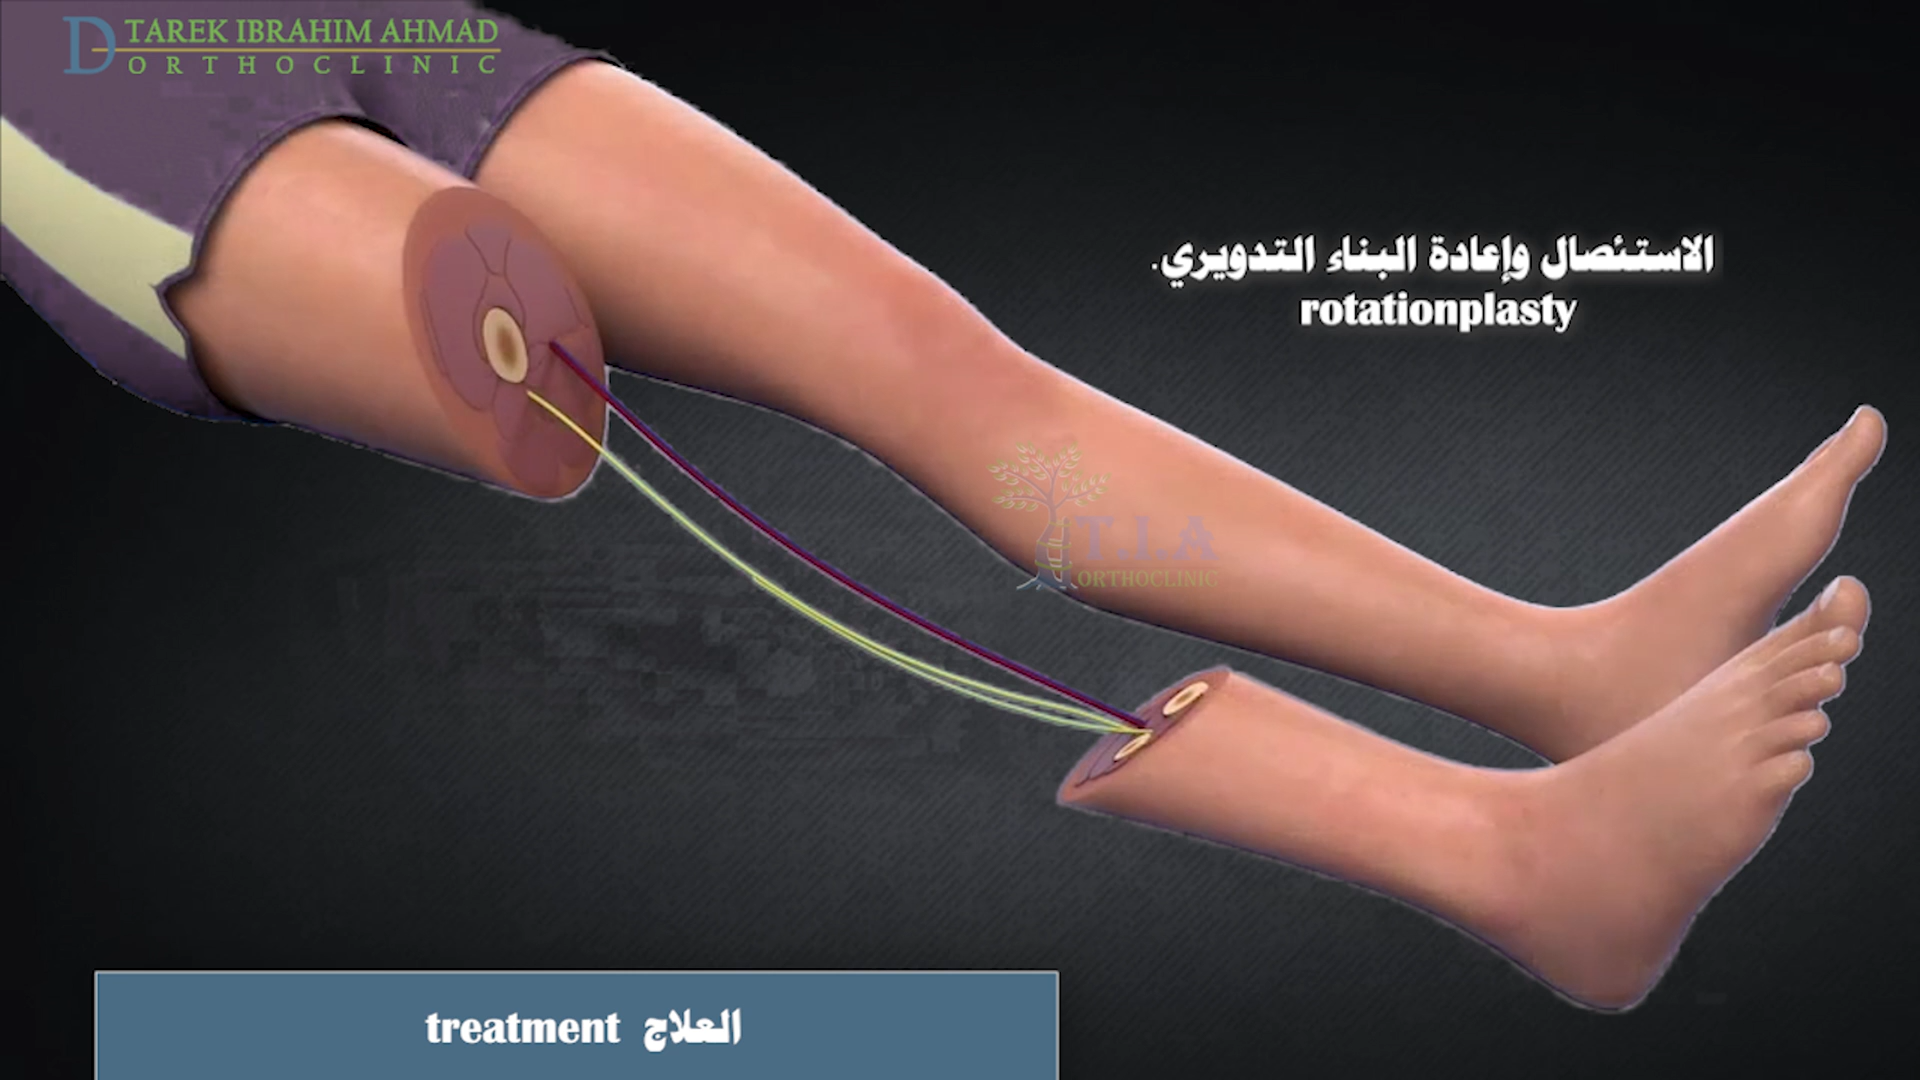 TAREK IBRAHIM AHMAD
ORTHOCLINIC
الاستئصال وإعادة البناء التدويري.
rotationplasty
T.I.A
ORTHOCLINIC
treatment العلاج